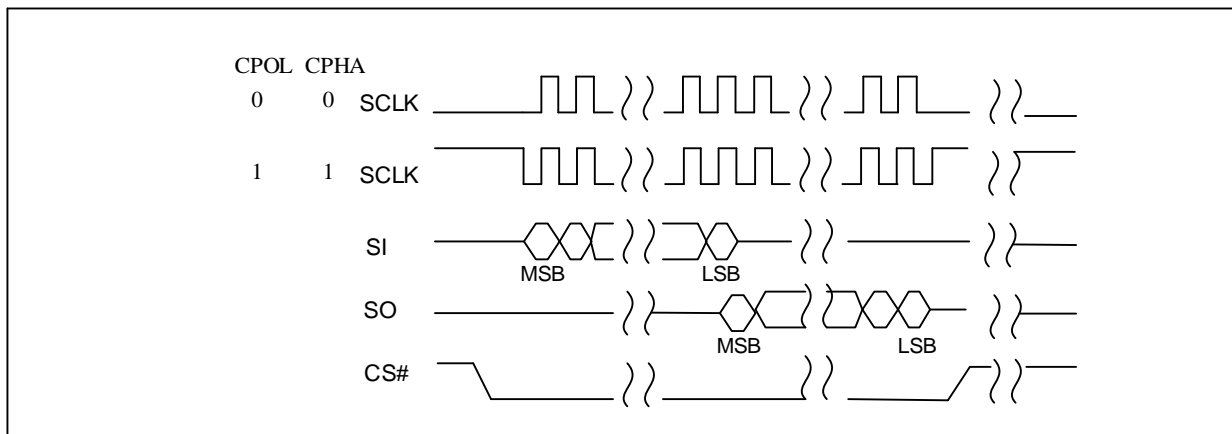 CPOL CPHA
0 0 SCLK
1 1 SCLK
SI
MSB LSB
SO
MSB LSB
CS#